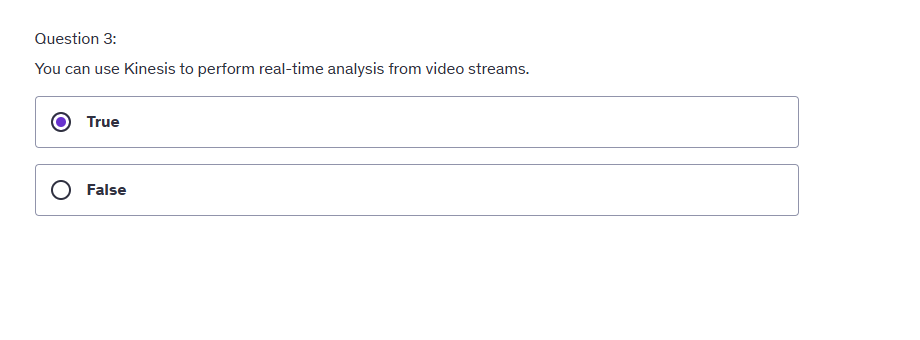 Question 3:
You can use Kinesis to perform real-time analysis from video streams.
True
False